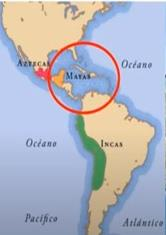 AZTECAS
MAYAS
Océano
Océano
INCAS
Pacífico
Atlántico